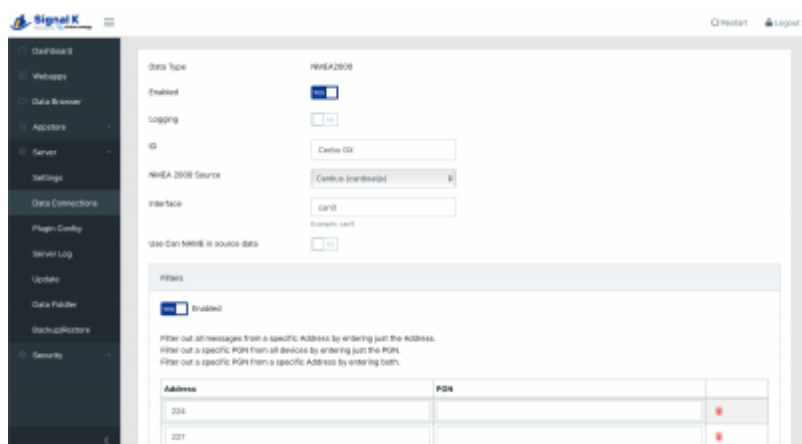 Signal K
Restart
Logout
Dashboard
Webapps
Data Browser
Appstore
Server
Settings
Data Connections
Plugin Config
Server Log
Update
Data Fiddler
Backup/Restore
Security
Data Type NMEA2000
Enabled YES
Logging NO
ID Cerbo GX
NMEA 2000 Source Canbus (canboatjs)
Interface can0
Example: can0
Use Can NAME in source data NO
Filters
YES Enabled
Filter out all messages from a specific Address by entering just the Address.
Filter out a specific PGN from all devices by entering just the PGN.
Filter out a specific PGN from a specific Address by entering both.
Address PGN
224
227